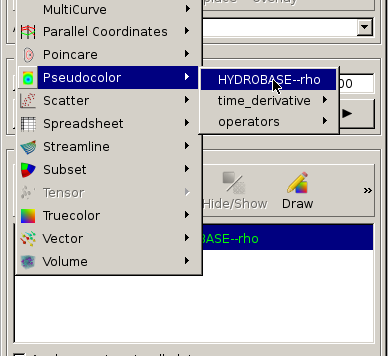 MultiCurve
Parallel Coordinates
Poincare
Pseudocolor
HYDROBASE--rho
00
Scatter
time_derivative
Spreadsheet
operators
Streamline
Subset
Tensor
Hide/Show
Draw
»
Truecolor
Vector
BASE--rho
Volume